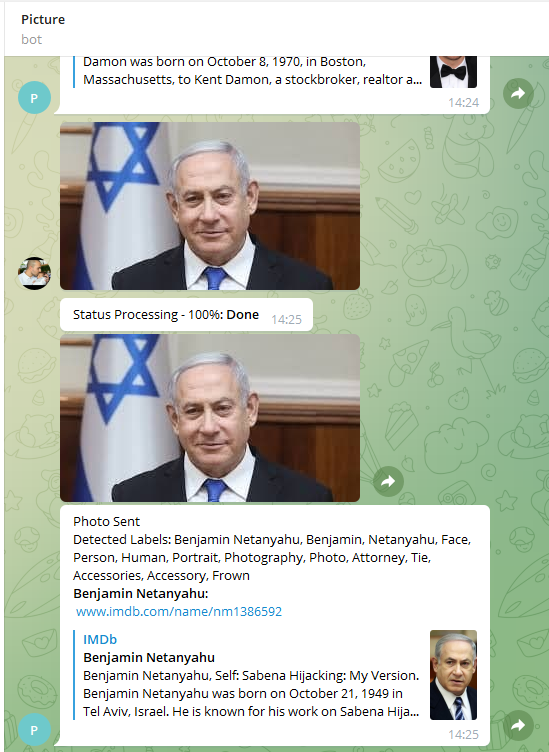 Picture
bot
Damon was born on October 8, 1970, in Boston,
Massachusetts, to Kent Damon, a stockbroker, realtor a...
14:24
P
Status Processing - 100%: Done
14:25
Photo Sent
Detected Labels: Benjamin Netanyahu, Benjamin, Netanyahu, Face,
Person, Human, Portrait, Photography, Photo, Attorney, Tie,
Accessories, Accessory, Frown
Benjamin Netanyahu:
www.imdb.com/name/nm1386592
IMDb
Benjamin Netanyahu
Benjamin Netanyahu, Self: Sabena Hijacking: My Version.
Benjamin Netanyahu was born on October 21, 1949 in
Tel Aviv, Israel. He is known for his work on Sabena Hija...
P
14:25